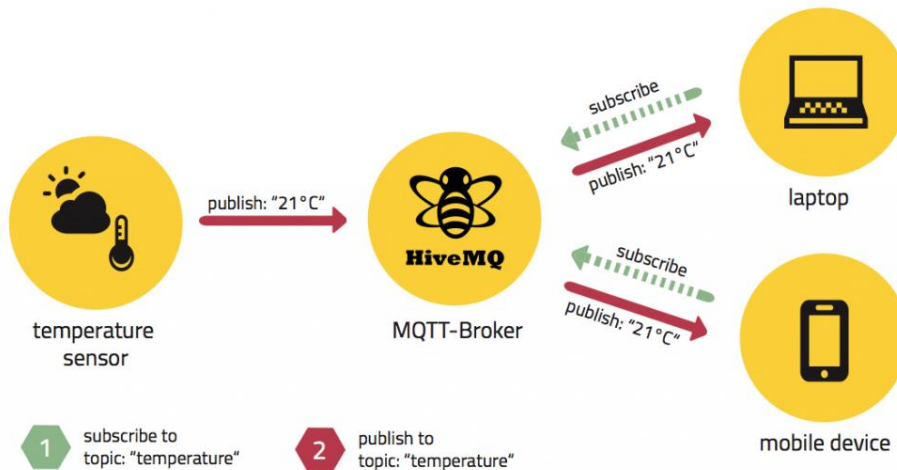 subscribe
publish: “21°C”
laptop
publish: “21°C”
HiveMQ
subscribe
publish: “21°C”
temperature
sensor
MQTT-Broker
mobile device
1
subscribe to
topic: “temperature“
2
publish to
topic: “temperature“